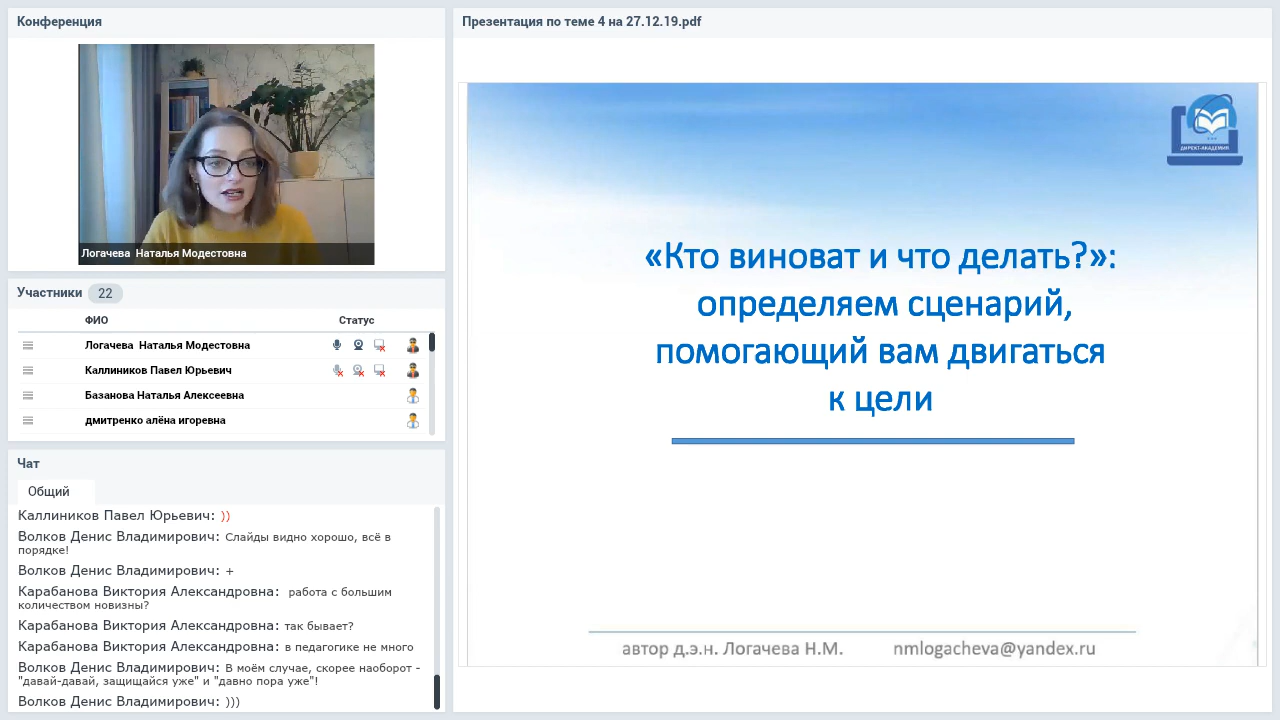 Конференция
Логачева  Наталья Модестовна
Участники 22
ФИО Статус
Логачева  Наталья Модестовна
Каллиников Павел Юрьевич
Базанова Наталья Алексеевна
дмитренко алёна игоревна
Чат
Общий
Каллиников Павел Юрьевич: ))
Волков Денис Владимирович: Слайды видно хорошо, всё в
порядке!
Волков Денис Владимирович: +
Карабанова Виктория Александровна:  работа с большим
количеством новизны?
Карабанова Виктория Александровна: так бывает?
Карабанова Виктория Александровна: в педагогике не много
Волков Денис Владимирович: В моём случае, скорее наоборот -
"давай-давай, защищайся уже" и "давно пора уже"!
Волков Денис Владимирович: )))
Презентация по теме 4 на 27.12.19.pdf
ДИРЕКТ-АКАДЕМИЯ
«Кто виноват и что делать?»:
определяем сценарий,
помогающий вам двигаться
к цели
автор д.э.н. Логачева Н.М. nmlogacheva@yandex.ru